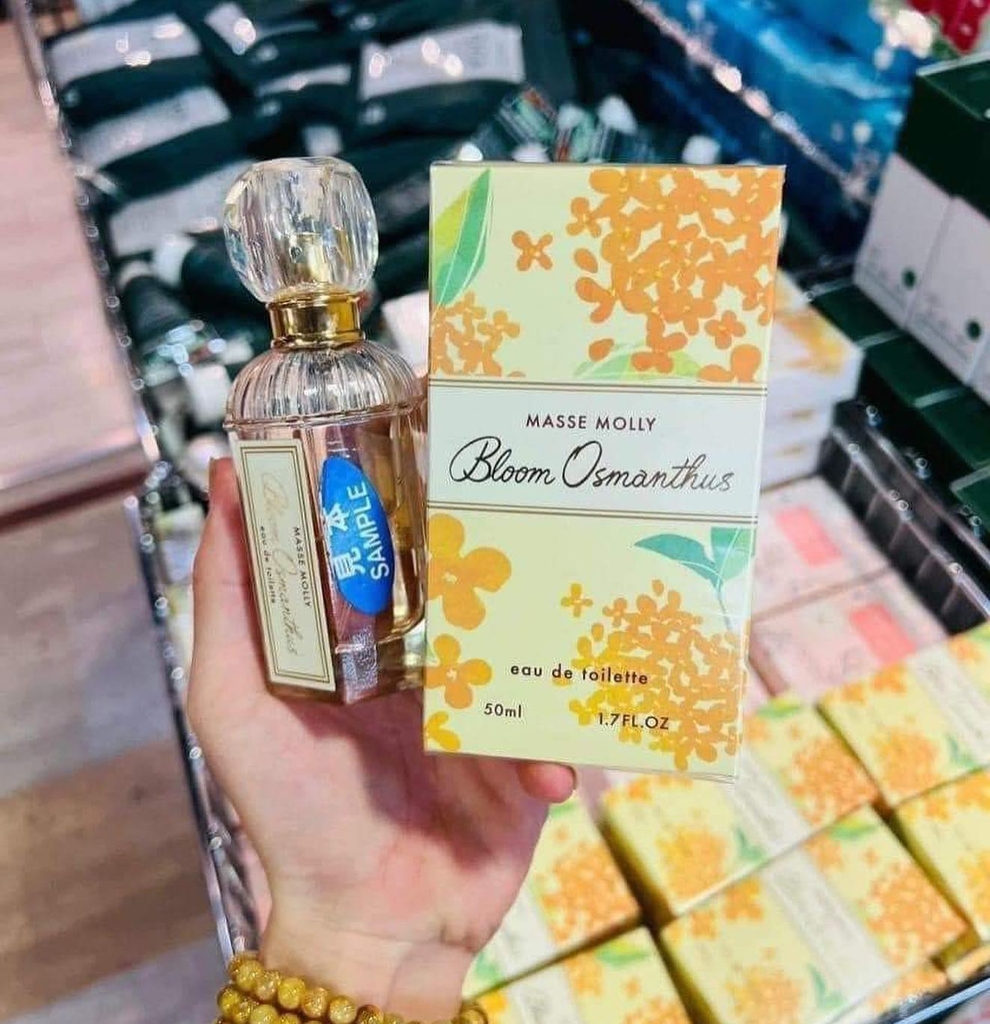 MASSE MOLLY
Bloom Osmanthus
eau de toilette
50ml
1.7FL.OZ
MASSE MOLLY
Bloom Osmanthus
eau de toilette
見本
SAMPLE